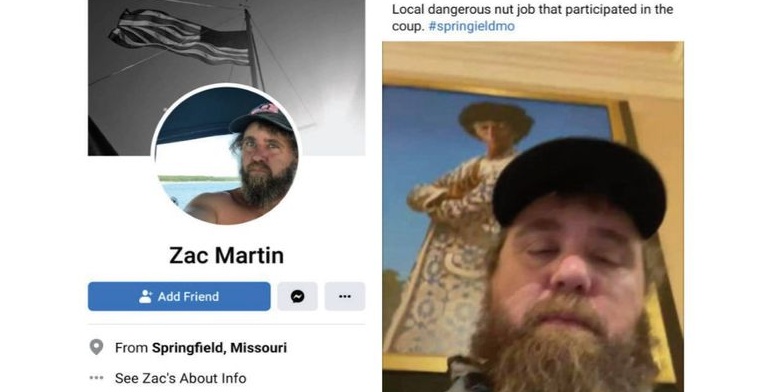 Local dangerous nut job that participated in the
coup. #springieldmo
Zac Martin
Add Friend
From Springfield, Missouri
See Zac's About Info